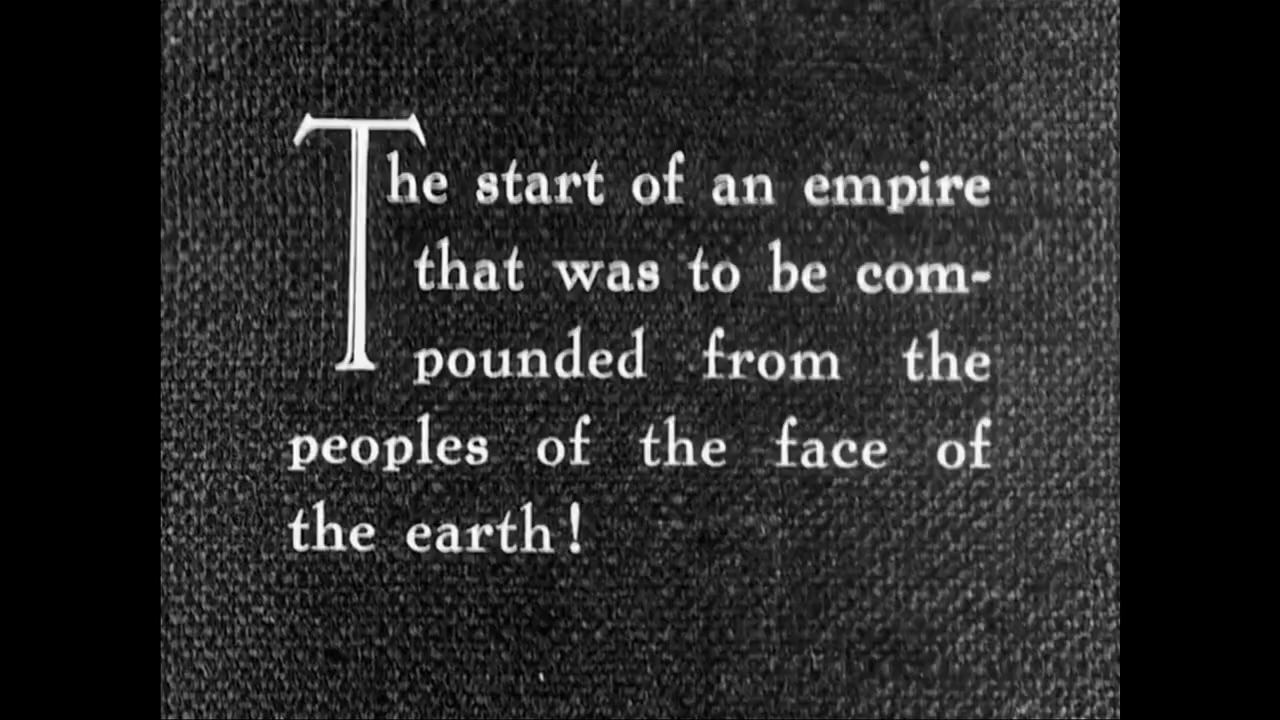 The start of an empire
that was to be com-
pounded from the
peoples of the face of
the earth!